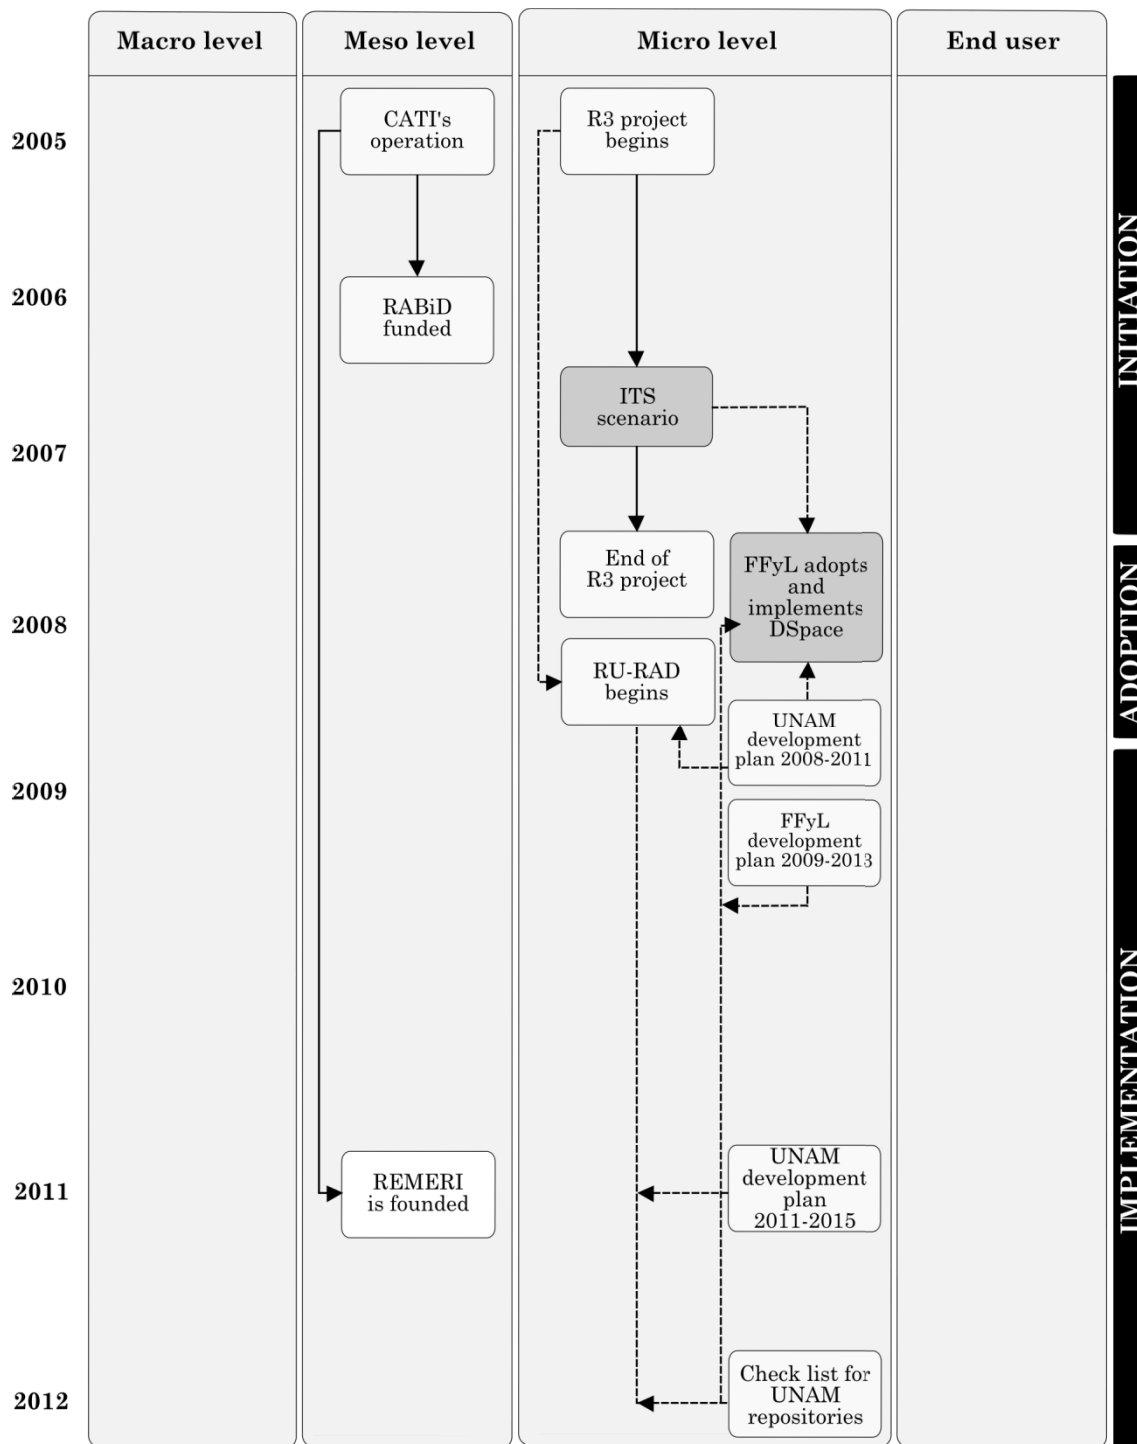 Macro level
Meso level
Micro level
End user
2005
CATI's
operation
R3 project
begins
INITIATION
2006
RABiD
funded
ITS
scenario
2007
End of
R3 project
FFyL adopts
and
implements
DSpace
ADOPTION
2008
RU-RAD
begins
UNAM
development
plan 2008-2011
2009
FFyL
development
plan 2009-2013
IMPLEMENTATION
2010
2011
REMERI
is founded
UNAM
development
plan
2011-2015
2012
Check list for
UNAM
repositories